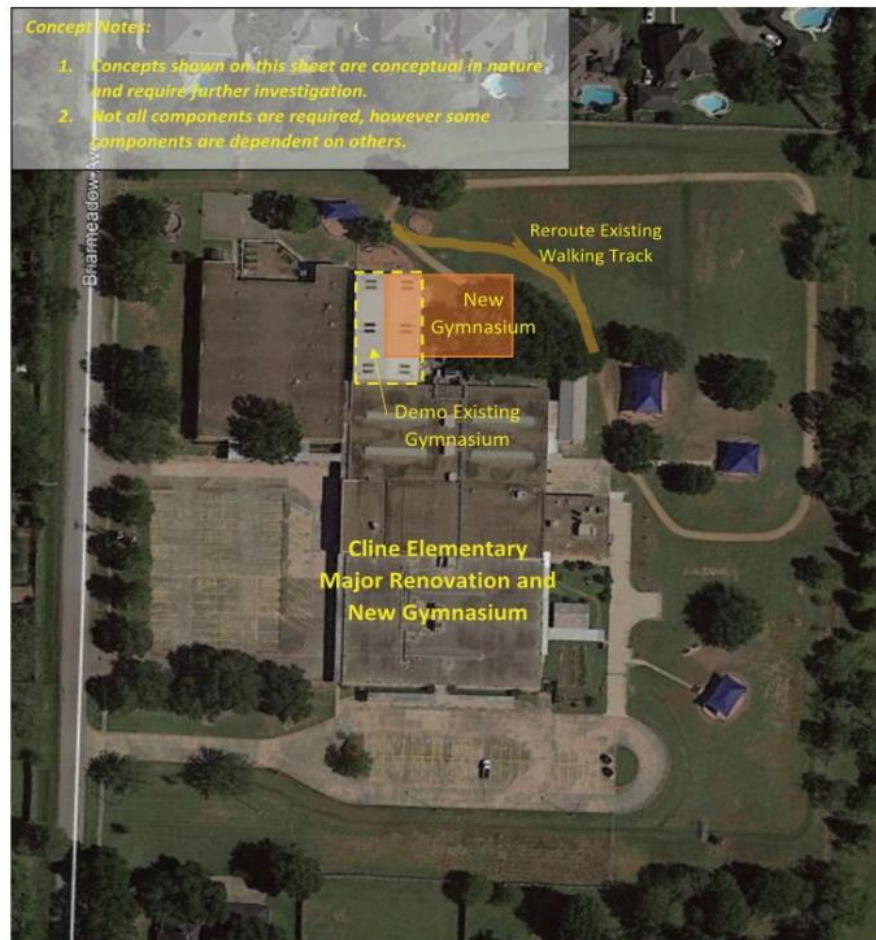 Concept Notes:
1. Concepts shown on this sheet are conceptual in nature
and require further investigation.
2. Not all components are required, however some
components are dependent on others.
Briarmeadow Ave
Reroute Existing
Walking Track
New
Gymnasium
Demo Existing
Gymnasium
Cline Elementary
Major Renovation and
New Gymnasium